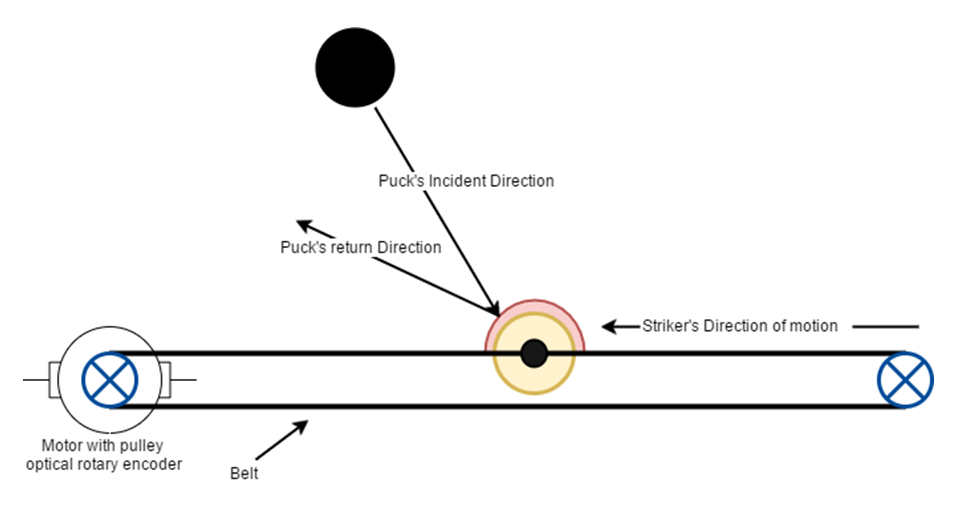 Puck's Incident Direction
Puck's return Direction
Striker's Direction of motion
Motor with pulley
optical rotary encoder
Belt